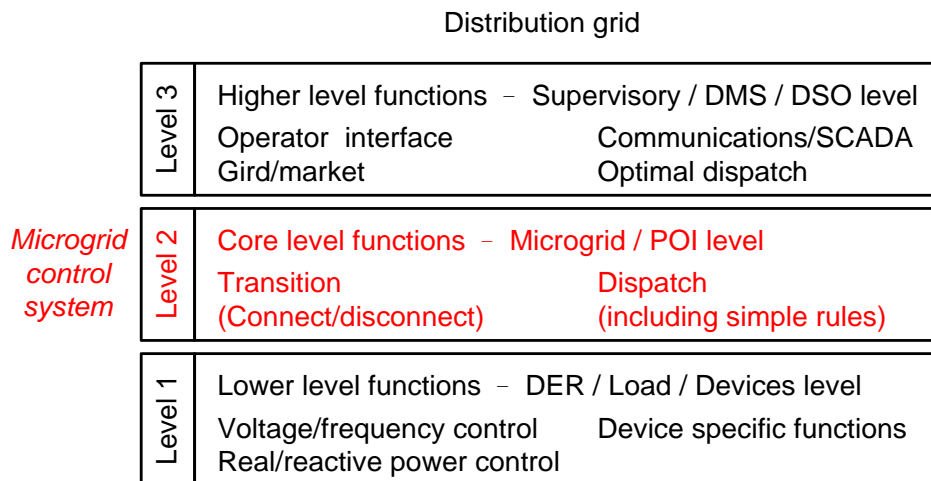 Distribution grid
Level 3
Higher level functions – Supervisory / DMS / DSO level
Operator interface Communications/SCADA
Gird/market Optimal dispatch
Microgrid
control
system
Level 2
Core level functions – Microgrid / POI level
Transition Dispatch
(Connect/disconnect) (including simple rules)
Level 1
Lower level functions – DER / Load / Devices level
Voltage/frequency control Device specific functions
Real/reactive power control